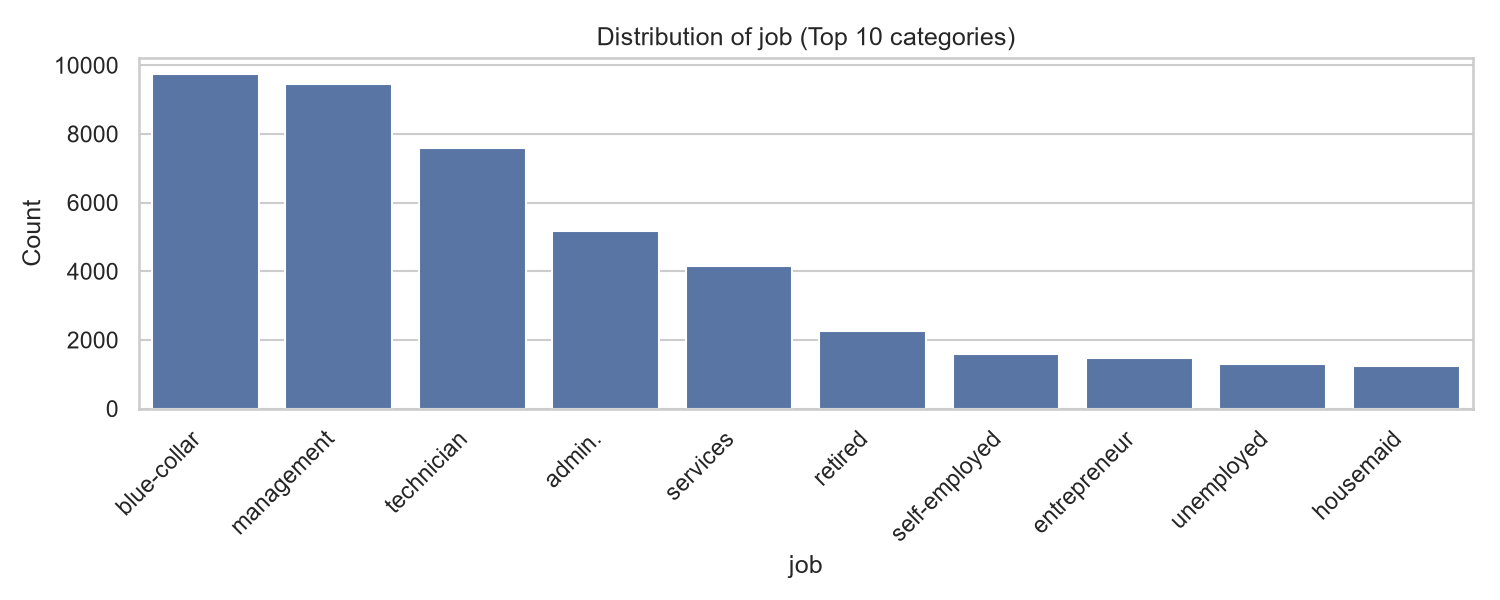 Distribution of job (Top 10 categories)
10000
8000
6000
4000
2000
0
Count
blue-collar
management
technician
admin.
services
retired
self-employed
entrepreneur
unemployed
housemaid
job